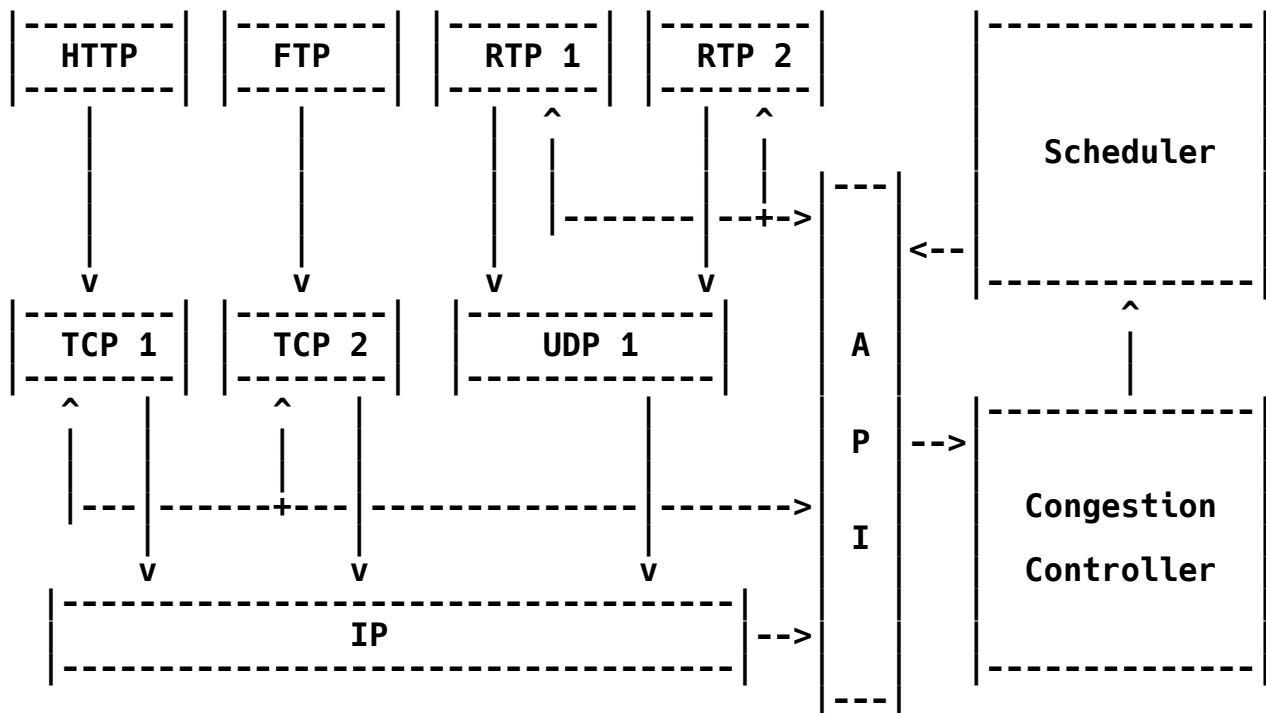 HTTP FTP RTP 1 RTP 2
Scheduler
TCP 1 TCP 2 UDP 1 A
P
Congestion
I
Controller
IP